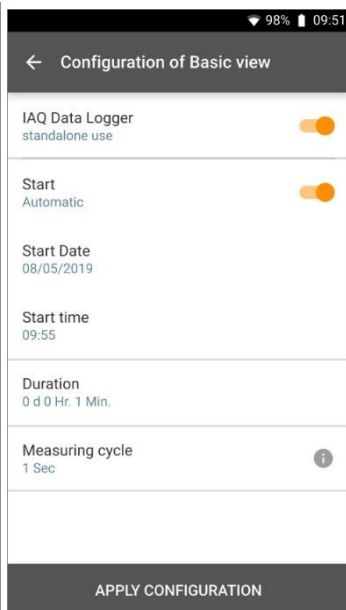 98% 09:51
Configuration of Basic view
IAQ Data Logger
standalone use
Start
Automatic
Start Date
08/05/2019
Start time
09:55
Duration
0 d 0 Hr. 1 Min.
Measuring cycle
1 Sec
APPLY CONFIGURATION